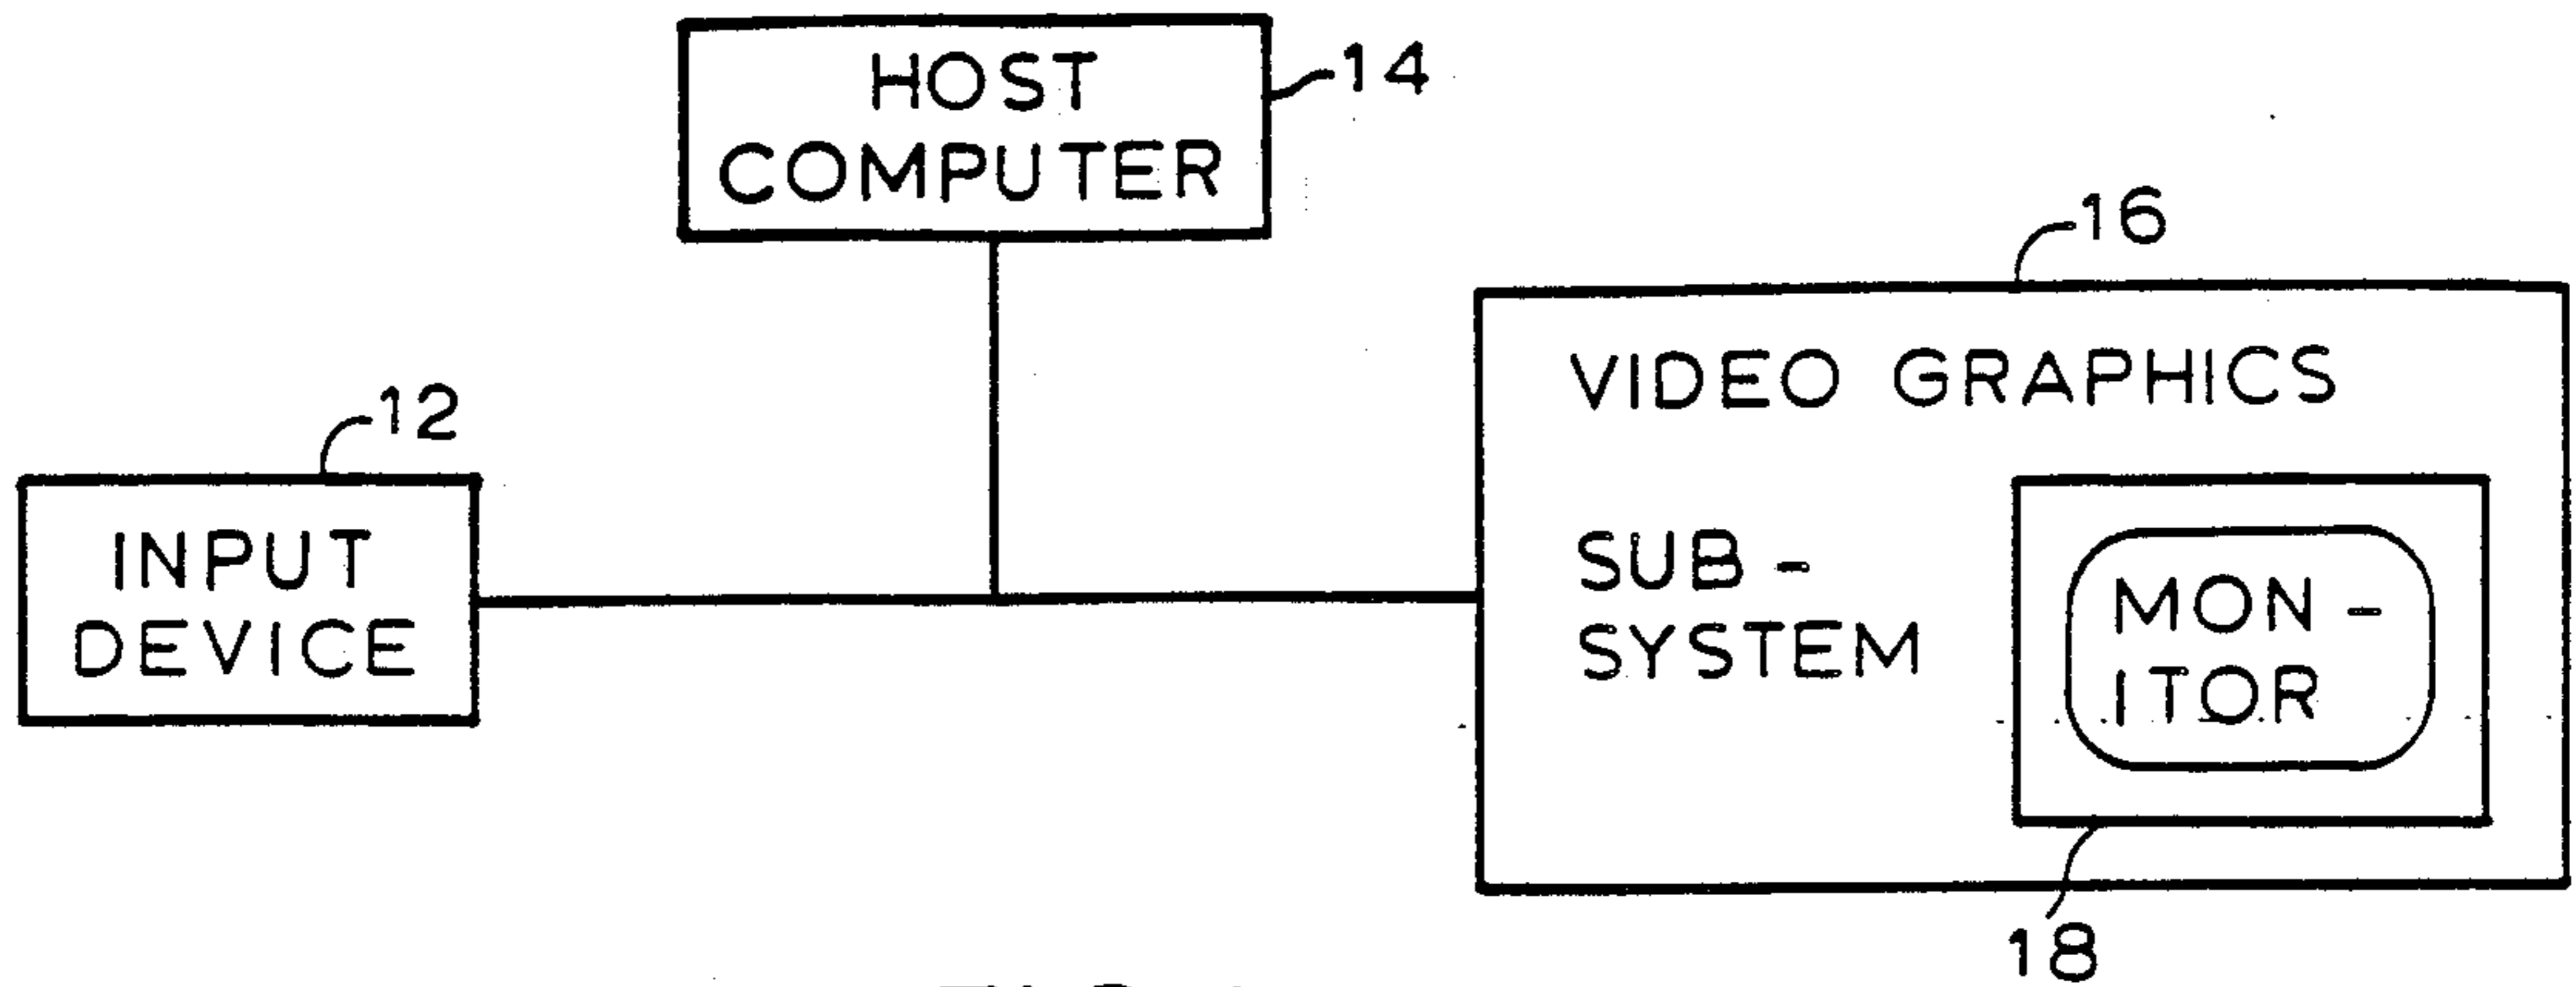 HOST
COMPUTER
14
16
VIDEO GRAPHICS
SUB-
SYSTEM
MON-
ITOR
18
12
INPUT
DEVICE